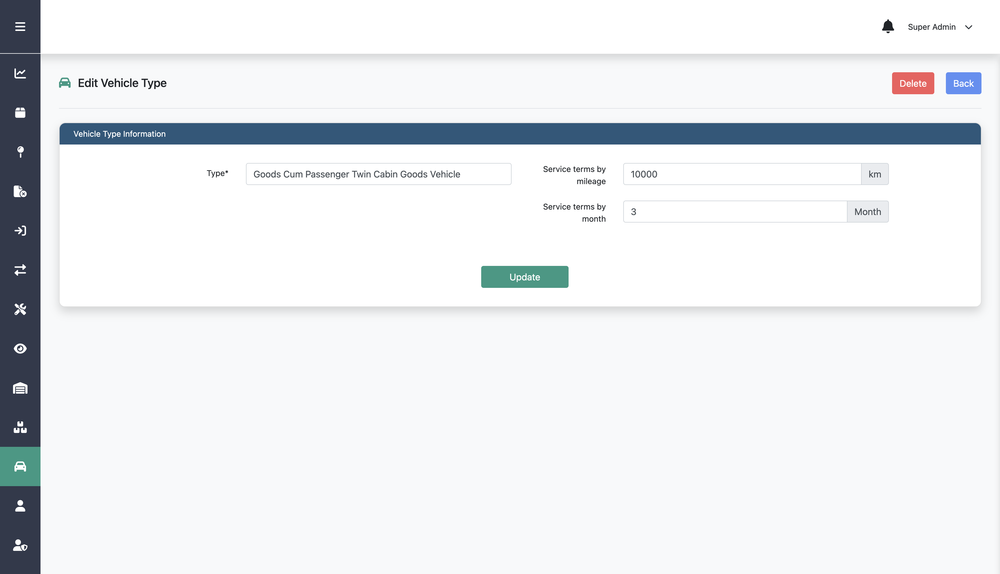 Super Admin
Edit Vehicle Type
Delete
Back
Vehicle Type Information
Type*
Goods Cum Passenger Twin Cabin Goods Vehicle
Service terms by
mileage
10000
km
Service terms by
month
3
Month
Update